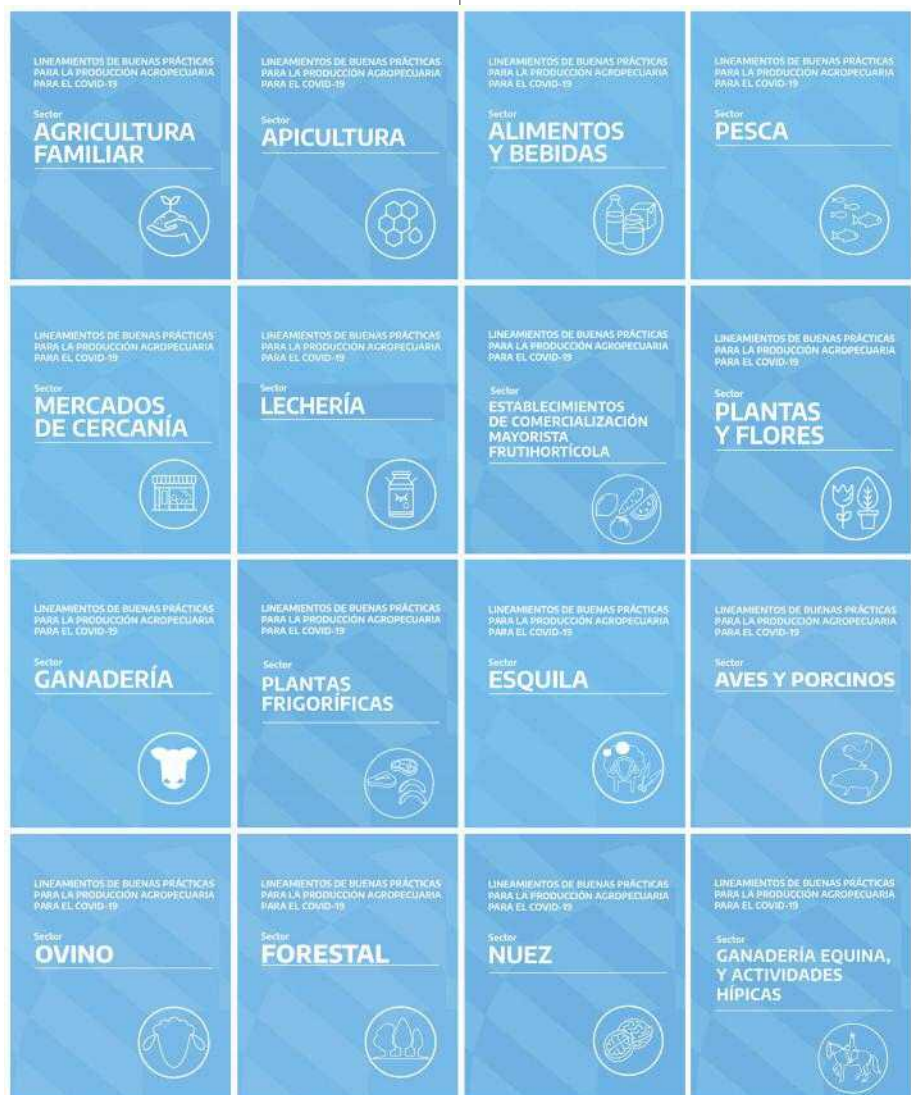 LINEAMIENTOS DE BUENAS PRÁCTICAS
PARA LA PRODUCCIÓN AGROPECUARIA
PARA EL COVID-19
Sector
AGRICULTURA
FAMILIAR
LINEAMIENTOS DE BUENAS PRÁCTICAS
PARA LA PRODUCCIÓN AGROPECUARIA
PARA EL COVID-19
Sector
APICULTURA
LINEAMIENTOS DE BUENAS PRÁCTICAS
PARA LA PRODUCCIÓN AGROPECUARIA
PARA EL COVID-19
Sector
ALIMENTOS
Y BEBIDAS
LINEAMIENTOS DE BUENAS PRÁCTICAS
PARA LA PRODUCCIÓN AGROPECUARIA
PARA EL COVID-19
Sector
PESCA
LINEAMIENTOS DE BUENAS PRÁCTICAS
PARA LA PRODUCCIÓN AGROPECUARIA
PARA EL COVID-19
Sector
MERCADOS
DE CERCANÍA
LINEAMIENTOS DE BUENAS PRÁCTICAS
PARA LA PRODUCCIÓN AGROPECUARIA
PARA EL COVID-19
Sector
LECHERÍA
LINEAMIENTOS DE BUENAS PRÁCTICAS
PARA LA PRODUCCIÓN AGROPECUARIA
PARA EL COVID-19
Sector
ESTABLECIMIENTOS
DE COMERCIALIZACIÓN
MAYORISTA
FRUTIHORTÍCOLA
LINEAMIENTOS DE BUENAS PRÁCTICAS
PARA LA PRODUCCIÓN AGROPECUARIA
PARA EL COVID-19
Sector
PLANTAS
Y FLORES
LINEAMIENTOS DE BUENAS PRÁCTICAS
PARA LA PRODUCCIÓN AGROPECUARIA
PARA EL COVID-19
Sector
GANADERÍA
LINEAMIENTOS DE BUENAS PRÁCTICAS
PARA LA PRODUCCIÓN AGROPECUARIA
PARA EL COVID-19
Sector
PLANTAS
FRIGORÍFICAS
LINEAMIENTOS DE BUENAS PRÁCTICAS
PARA LA PRODUCCIÓN AGROPECUARIA
PARA EL COVID-19
Sector
ESQUILA
LINEAMIENTOS DE BUENAS PRÁCTICAS
PARA LA PRODUCCIÓN AGROPECUARIA
PARA EL COVID-19
Sector
AVES Y PORCINOS
LINEAMIENTOS DE BUENAS PRÁCTICAS
PARA LA PRODUCCIÓN AGROPECUARIA
PARA EL COVID-19
Sector
OVINO
LINEAMIENTOS DE BUENAS PRÁCTICAS
PARA LA PRODUCCIÓN AGROPECUARIA
PARA EL COVID-19
Sector
FORESTAL
LINEAMIENTOS DE BUENAS PRÁCTICAS
PARA LA PRODUCCIÓN AGROPECUARIA
PARA EL COVID-19
Sector
NUEZ
LINEAMIENTOS DE BUENAS PRÁCTICAS
PARA LA PRODUCCIÓN AGROPECUARIA
PARA EL COVID-19
Sector
GANADERÍA EQUINA,
Y ACTIVIDADES
HÍPICAS